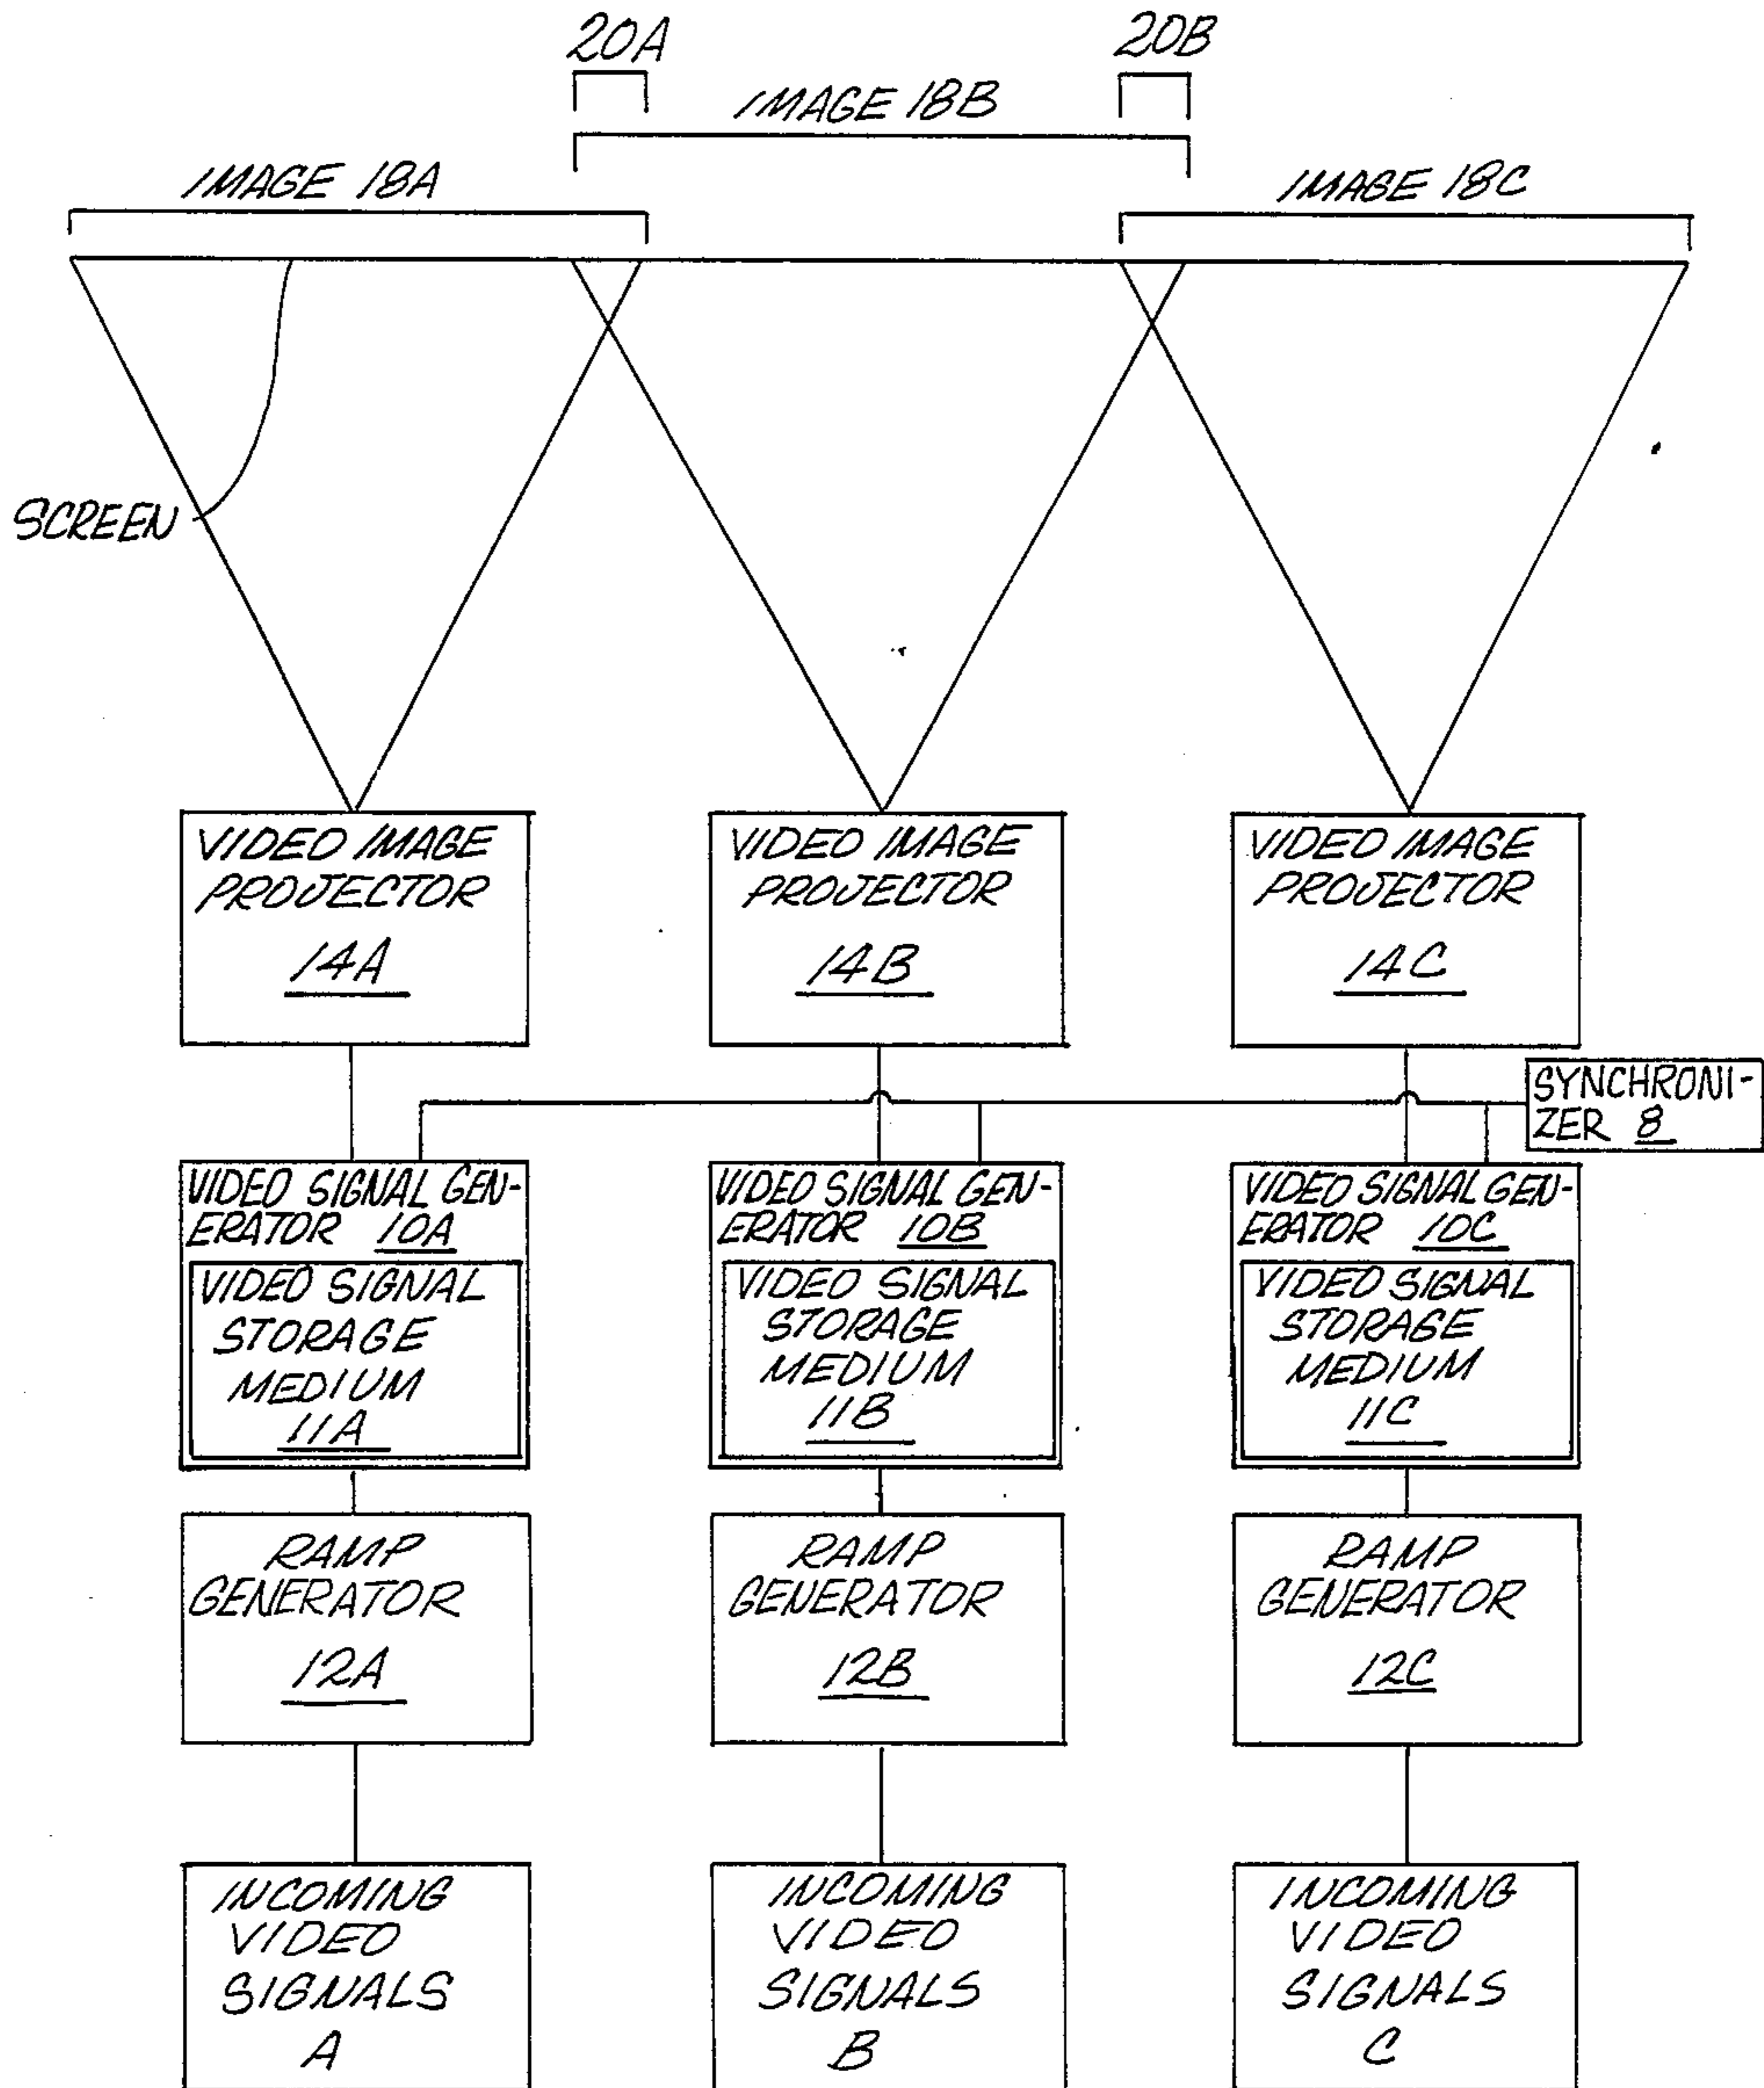 20A
20B
IMAGE 18B
IMAGE 18A
IMAGE 18C
SCREEN
VIDEO IMAGE
PROJECTOR
14A
VIDEO IMAGE
PROJECTOR
14B
VIDEO IMAGE
PROJECTOR
14C
SYNCHRONI-
ZER 8
VIDEO SIGNAL GEN-
ERATOR 10A
VIDEO SIGNAL
STORAGE
MEDIUM
11A
VIDEO SIGNAL GEN-
ERATOR 10B
VIDEO SIGNAL
STORAGE
MEDIUM
11B
VIDEO SIGNAL GEN-
ERATOR 10C
VIDEO SIGNAL
STORAGE
MEDIUM
11C
RAMP
GENERATOR
12A
RAMP
GENERATOR
12B
RAMP
GENERATOR
12C
INCOMING
VIDEO
SIGNALS
A
INCOMING
VIDEO
SIGNALS
B
INCOMING
VIDEO
SIGNALS
C